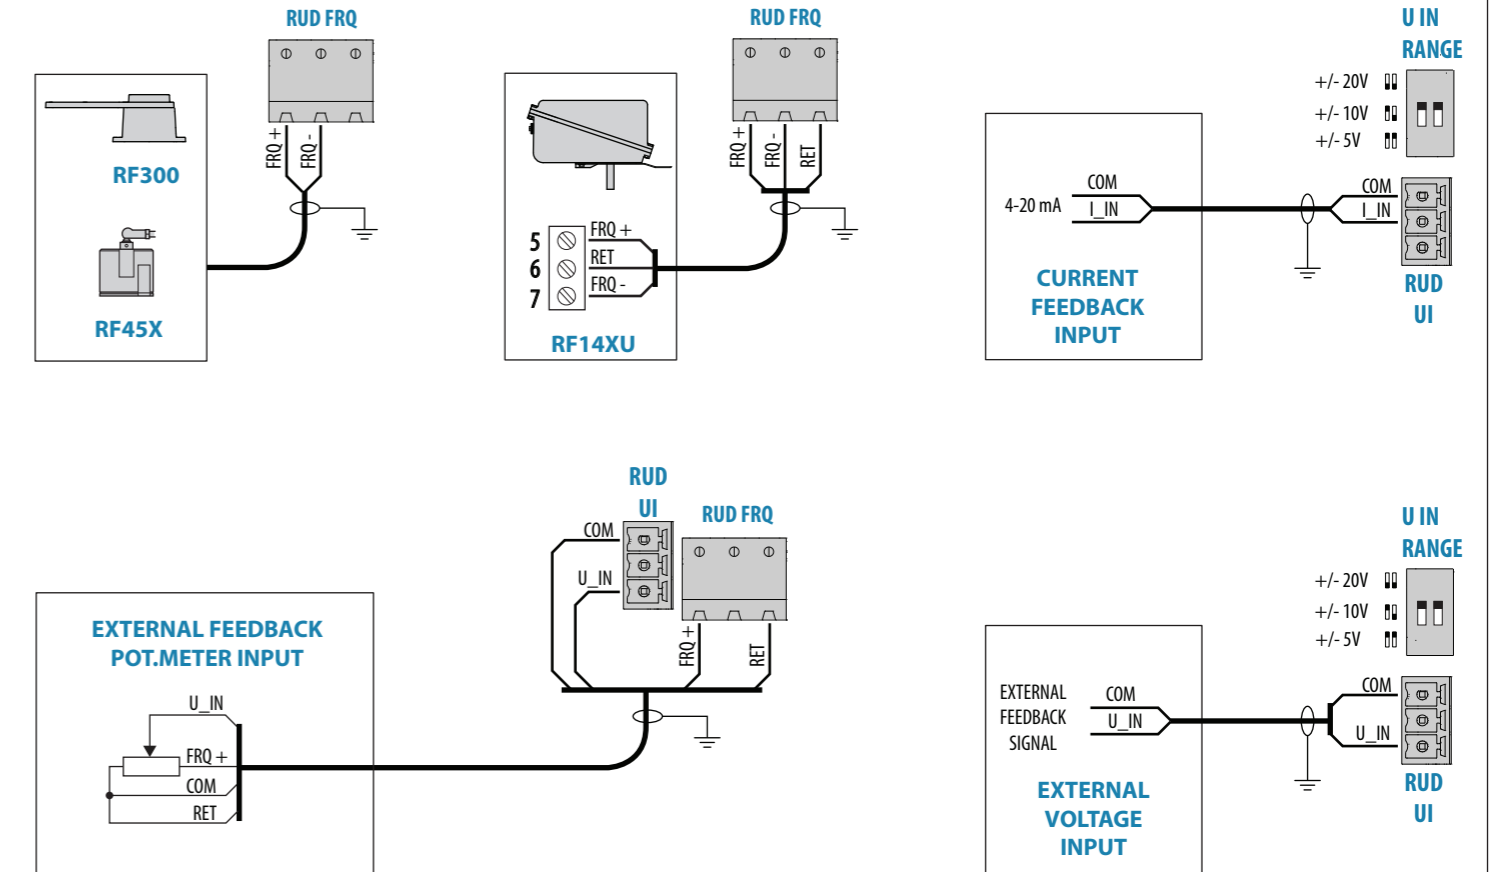 RUD FRQ
FRQ +
FRQ -
RF300
RF45X
RUD FRQ
FRQ +
FRQ -
RET
5
FRQ +
6
RET
7
FRQ -
RF14XU
U IN
RANGE
+/- 20V
+/- 10V
+/- 5V
4-20 mA
COM
I_IN
COM
I_IN
CURRENT
FEEDBACK
INPUT
RUD
UI
RUD
UI
RUD FRQ
COM
U_IN
FRQ +
RET
EXTERNAL FEEDBACK
POT.METER INPUT
U_IN
FRQ +
COM
RET
U IN
RANGE
+/- 20V
+/- 10V
+/- 5V
EXTERNAL
FEEDBACK
SIGNAL
COM
U_IN
COM
U_IN
EXTERNAL
VOLTAGE
INPUT
RUD
UI